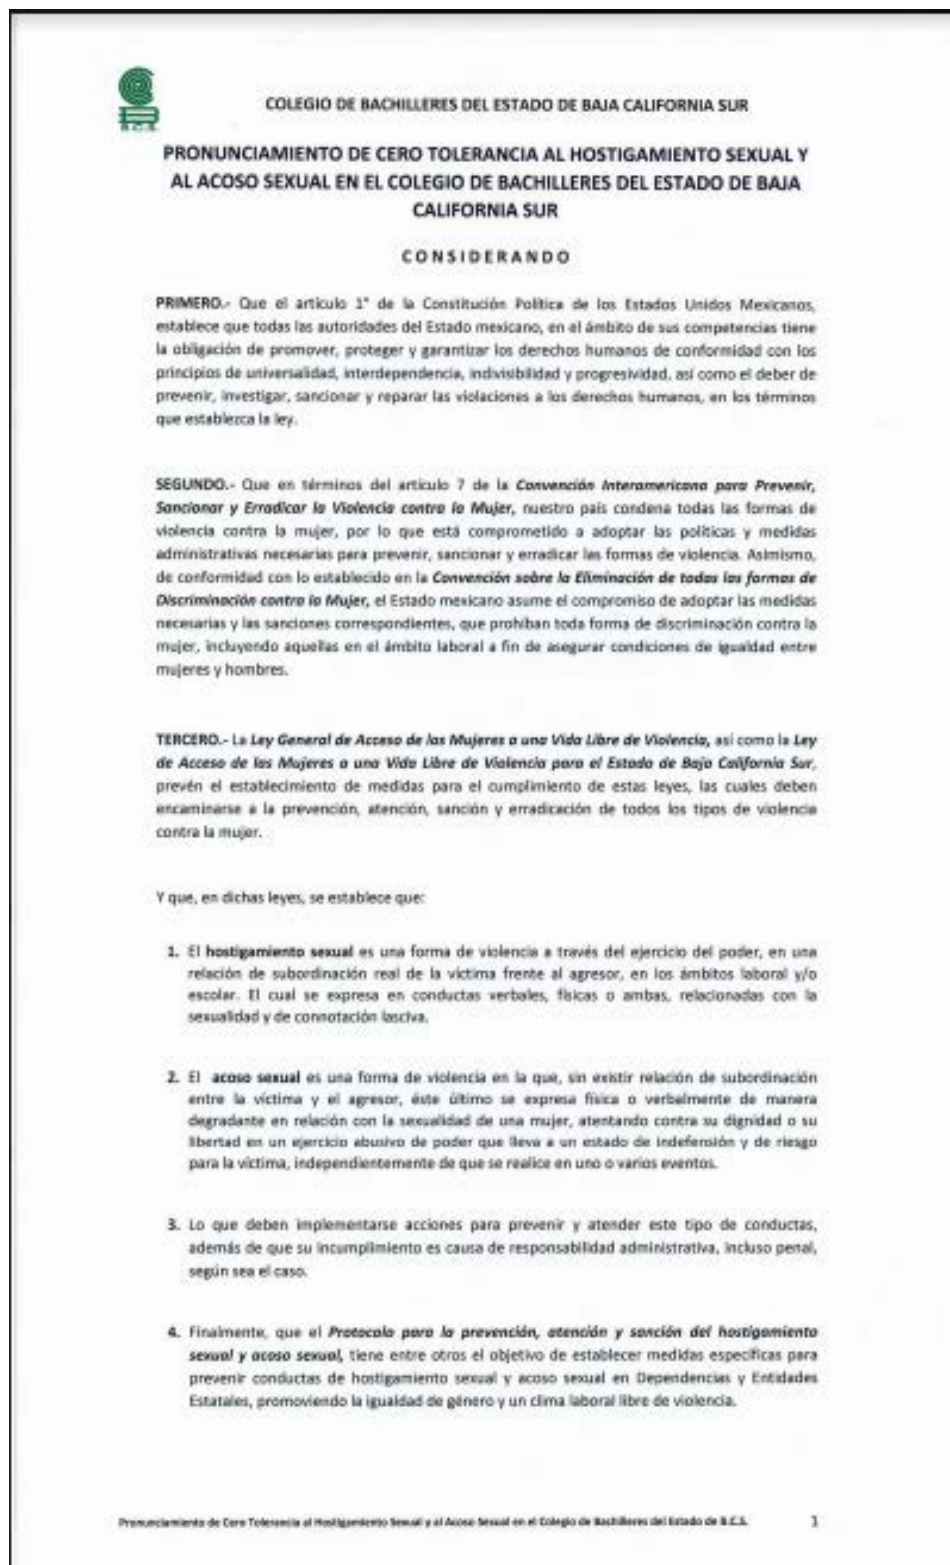 B.C.S.
COLEGIO DE BACHILLERES DEL ESTADO DE BAJA CALIFORNIA SUR
PRONUNCIAMIENTO DE CERO TOLERANCIA AL HOSTIGAMIENTO SEXUAL Y
AL ACOSO SEXUAL EN EL COLEGIO DE BACHILLERES DEL ESTADO DE BAJA
CALIFORNIA SUR
CONSIDERANDO
PRIMERO.- Que el artículo 1° de la Constitución Política de los Estados Unidos Mexicanos,
establece que todas las autoridades del Estado mexicano, en el ámbito de sus competencias tiene
la obligación de promover, proteger y garantizar los derechos humanos de conformidad con los
principios de universalidad, interdependencia, indivisibilidad y progresividad, así como el deber de
prevenir, investigar, sancionar y reparar las violaciones a los derechos humanos, en los términos
que establezca la ley.
SEGUNDO.- Que en términos del artículo 7 de la Convención Interamericana para Prevenir,
Sancionar y Erradicar la Violencia contra la Mujer, nuestro país condena todas las formas de
violencia contra la mujer, por lo que está comprometido a adoptar las políticas y medidas
administrativas necesarias para prevenir, sancionar y erradicar las formas de violencia. Asimismo,
de conformidad con lo establecido en la Convención sobre la Eliminación de todas las formas de
Discriminación contra la Mujer, el Estado mexicano asume el compromiso de adoptar las medidas
necesarias y las sanciones correspondientes, que prohíban toda forma de discriminación contra la
mujer, incluyendo aquellas en el ámbito laboral a fin de asegurar condiciones de igualdad entre
mujeres y hombres.
TERCERO.- La Ley General de Acceso de las Mujeres a una Vida Libre de Violencia, así como la Ley
de Acceso de las Mujeres a una Vida Libre de Violencia para el Estado de Baja California Sur,
prevén el establecimiento de medidas para el cumplimiento de estas leyes, las cuales deben
encaminarse a la prevención, atención, sanción y erradicación de todos los tipos de violencia
contra la mujer.
Y que, en dichas leyes, se establece que:
1. El hostigamiento sexual es una forma de violencia a través del ejercicio del poder, en una
relación de subordinación real de la víctima frente al agresor, en los ámbitos laboral y/o
escolar. El cual se expresa en conductas verbales, físicas o ambas, relacionadas con la
sexualidad y de connotación lasciva.
2. El acoso sexual es una forma de violencia en la que, sin existir relación de subordinación
entre la víctima y el agresor, éste último se expresa física o verbalmente de manera
degradante en relación con la sexualidad de una mujer, atentando contra su dignidad o su
libertad en un ejercicio abusivo de poder que lleva a un estado de indefensión y de riesgo
para la víctima, independientemente de que se realice en uno o varios eventos.
3. Lo que deben implementarse acciones para prevenir y atender este tipo de conductas,
además de que su incumplimiento es causa de responsabilidad administrativa, incluso penal,
según sea el caso.
4. Finalmente, que el Protocolo para la prevención, atención y sanción del hostigamiento
sexual y acoso sexual, tiene entre otros el objetivo de establecer medidas específicas para
prevenir conductas de hostigamiento sexual y acoso sexual en Dependencias y Entidades
Estatales, promoviendo la igualdad de género y un clima laboral libre de violencia.
Pronunciamiento de Cero Tolerancia al Hostigamiento Sexual y al Acoso Sexual en el Colegio de Bachilleres del Estado de B.C.S. 1